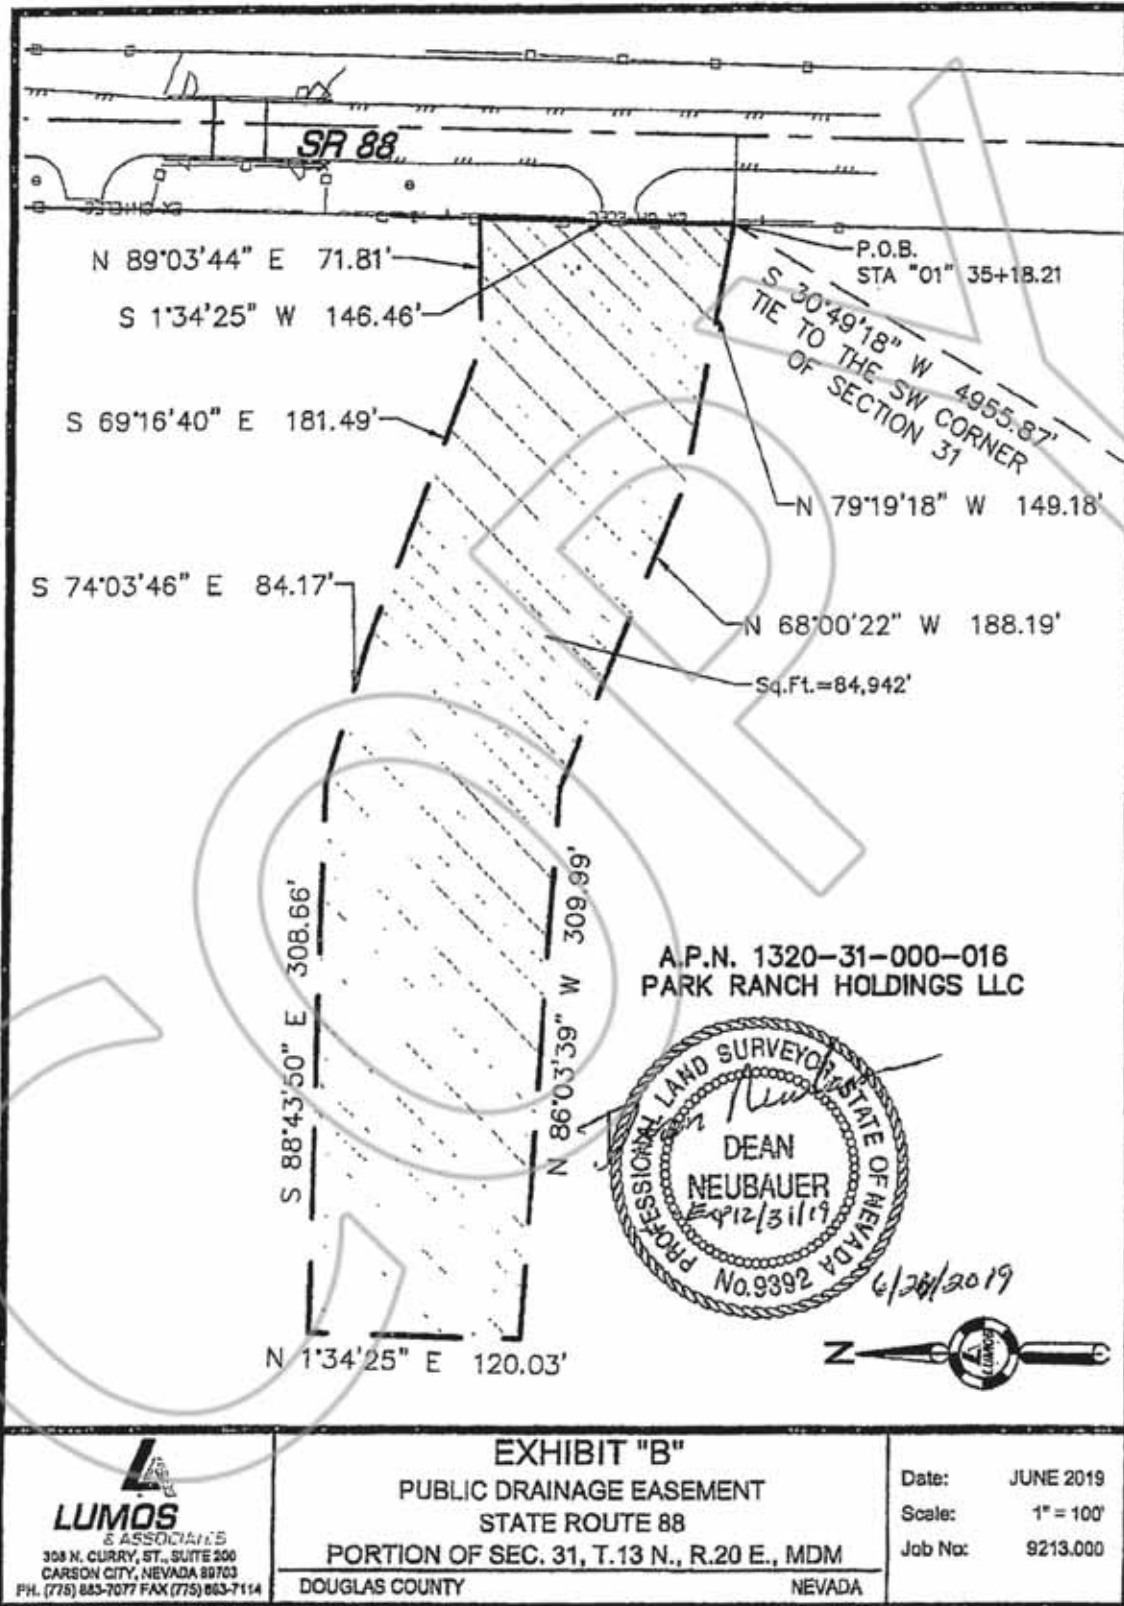 SR 88
N 89°03'44" E 71.81'
S 1°34'25" W 146.46'
P.O.B.
STA "01" 35+18.21
S 30°49'18" W 4955.87'
TIE TO THE SW CORNER
OF SECTION 31
S 69°16'40" E 181.49'
N 79°19'18" W 149.18'
S 74°03'46" E 84.17'
N 68°00'22" W 188.19'
Sq.Ft.=84,942'
S 88°43'50" E 308.66'
N 86°03'39" W 309.99'
A.P.N. 1320-31-000-016
PARK RANCH HOLDINGS LLC
PROFESSIONAL LAND SURVEYOR STATE OF NEVADA
DEAN
NEUBAUER
Exp 12/31/19
No.9392
N 1°34'25" E 120.03'
N
COPY
LUMOS
& ASSOCIATES
308 N. CURRY, ST., SUITE 200
CARSON CITY, NEVADA 89703
PH. (775) 883-7077 FAX (775) 883-7114
EXHIBIT "B"
PUBLIC DRAINAGE EASEMENT
STATE ROUTE 88
PORTION OF SEC. 31, T.13 N., R.20 E., MDM
DOUGLAS COUNTY NEVADA
Date: JUNE 2019
Scale: 1" = 100'
Job No: 9213.000